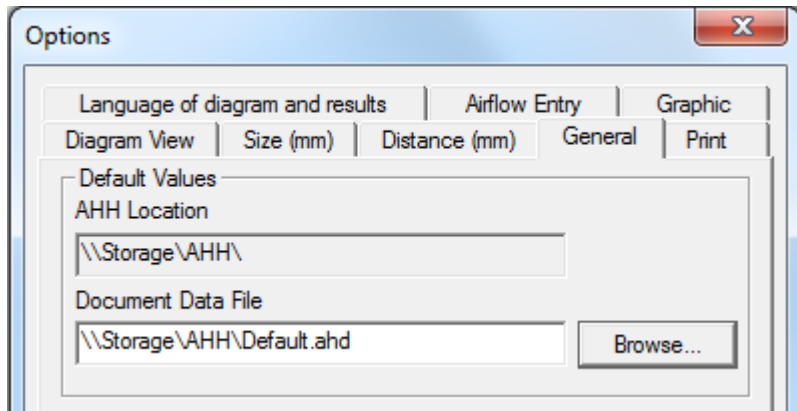 Options
Language of diagram and results Airflow Entry Graphic
Diagram View Size (mm) Distance (mm) General Print
Default Values
AHH Location
\\Storage\AHH\
Document Data File
\\Storage\AHH\Default.ahd
Browse...